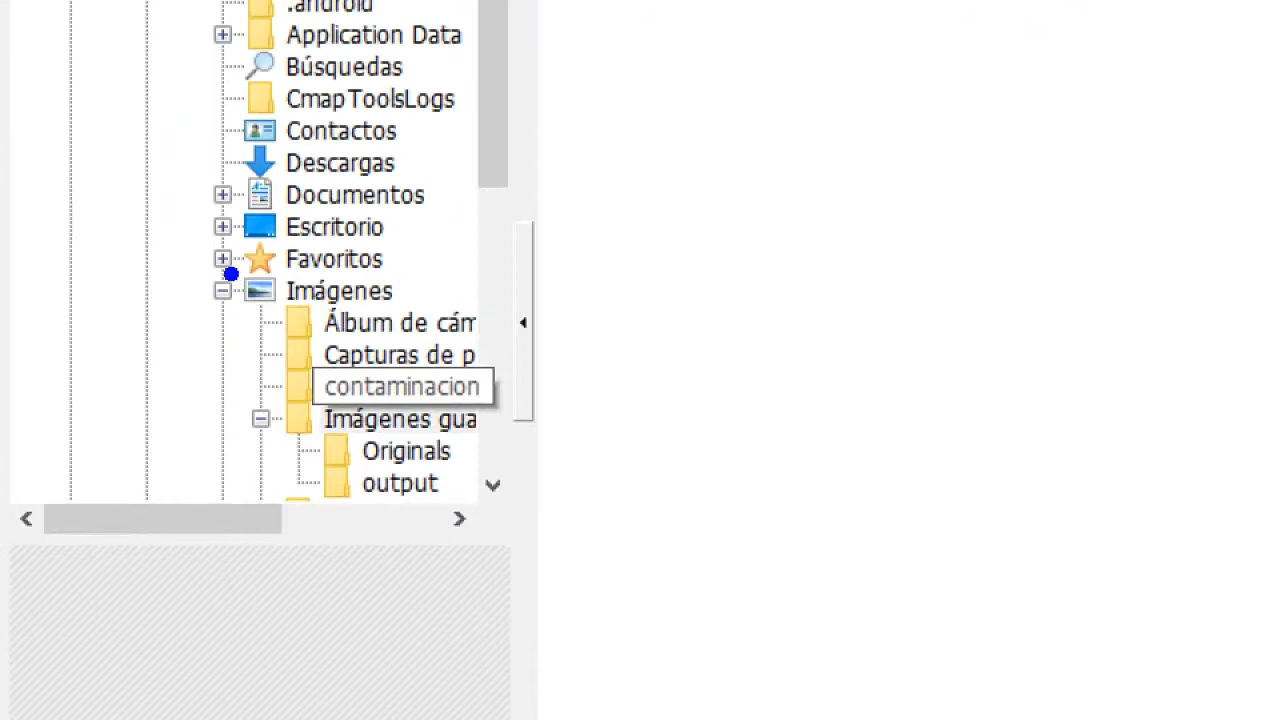 .android
Application Data
Búsquedas
CmapToolsLogs
Contactos
Descargas
Documentos
Escritorio
Favoritos
Imágenes
Álbum de cám
Capturas de p
contaminacion
Imágenes gua
Originals
output